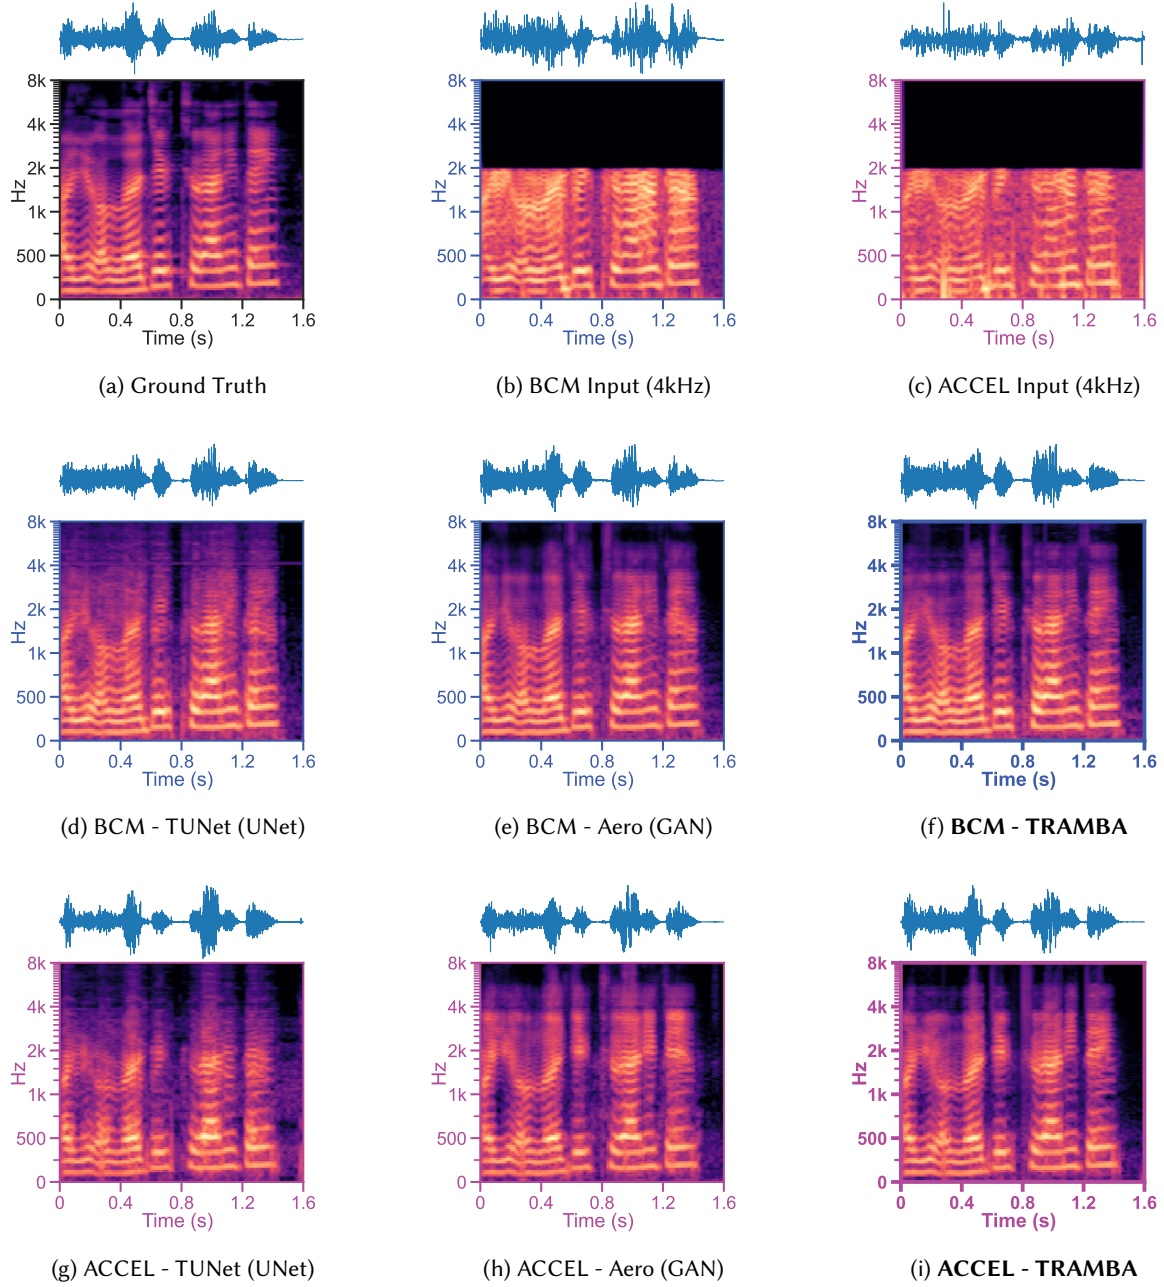 8k
4k
2k
1k
500
0
Hz
0 0.4 0.8 1.2 1.6
Time (s)
(a) Ground Truth
8k
4k
2k
1k
500
0
Hz
0 0.4 0.8 1.2 1.6
Time (s)
(b) BCM Input (4kHz)
8k
4k
2k
1k
500
0
Hz
0 0.4 0.8 1.2 1.6
Time (s)
(c) ACCEL Input (4kHz)
8k
4k
2k
1k
500
0
Hz
0 0.4 0.8 1.2 1.6
Time (s)
(d) BCM - TUNet (UNet)
8k
4k
2k
1k
500
0
Hz
0 0.4 0.8 1.2 1.6
Time (s)
(e) BCM - Aero (GAN)
8k
4k
2k
1k
500
0
Hz
0 0.4 0.8 1.2 1.6
Time (s)
(f) BCM - TRAMBA
8k
4k
2k
1k
500
0
Hz
0 0.4 0.8 1.2 1.6
Time (s)
(g) ACCEL - TUNet (UNet)
8k
4k
2k
1k
500
0
Hz
0 0.4 0.8 1.2 1.6
Time (s)
(h) ACCEL - Aero (GAN)
8k
4k
2k
1k
500
0
Hz
0 0.4 0.8 1.2 1.6
Time (s)
(i) ACCEL - TRAMBA